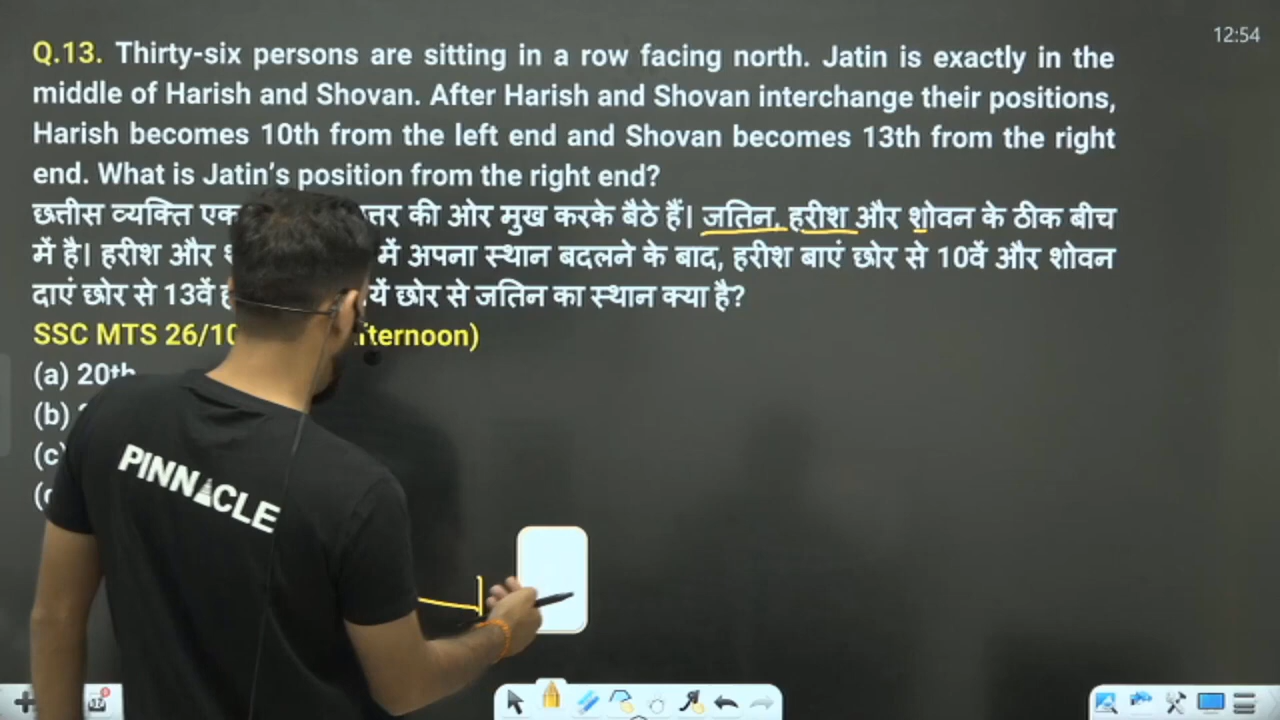 12:54
Q.13. Thirty-six persons are sitting in a row facing north. Jatin is exactly in the
middle of Harish and Shovan. After Harish and Shovan interchange their positions,
Harish becomes 10th from the left end and Shovan becomes 13th from the right
end. What is Jatin's position from the right end?
छत्तीस व्यक्ति एक की ओर मुख करके बैठे हैं। जतिन, हरीश और शोवन के ठीक बीच
में है। हरीश और में अपना स्थान बदलने के बाद, हरीश बाएं छोर से 10वें और शोवन
दाएं छोर से 13वें छोर से जतिन का स्थान क्या है?
SSC MTS 26/10
(a) 20th
(b)
PINNACLE